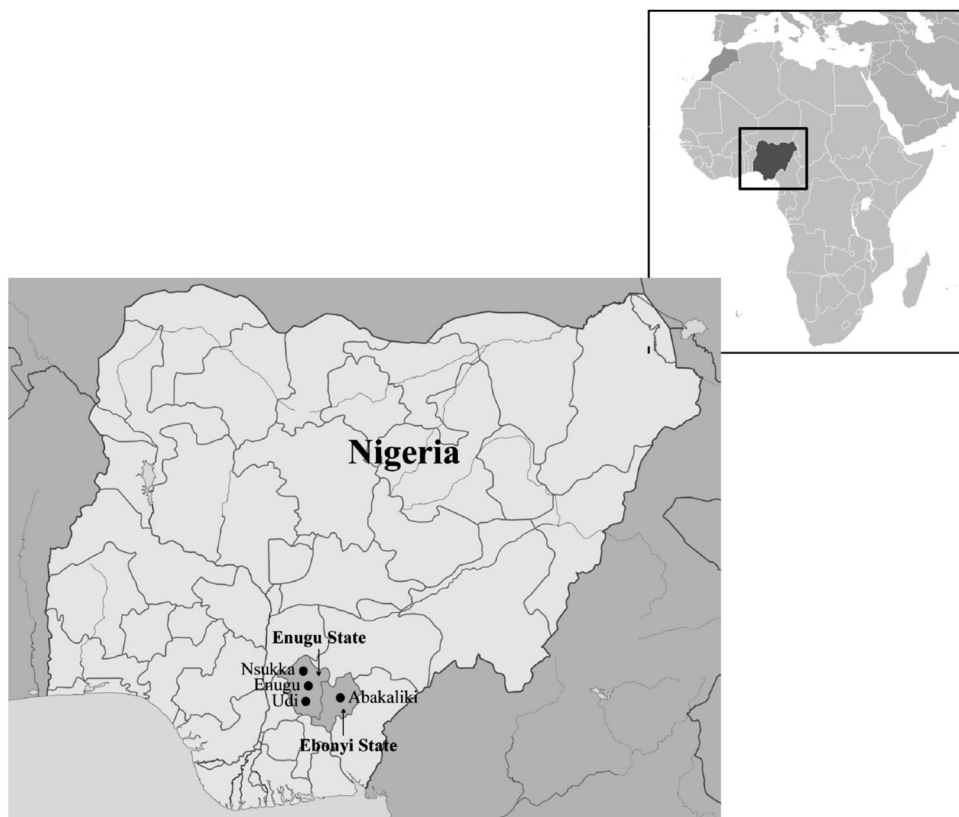 Nigeria
Enugu State
Nsukka
Enugu
Udi
Abakaliki
Ebonyi State